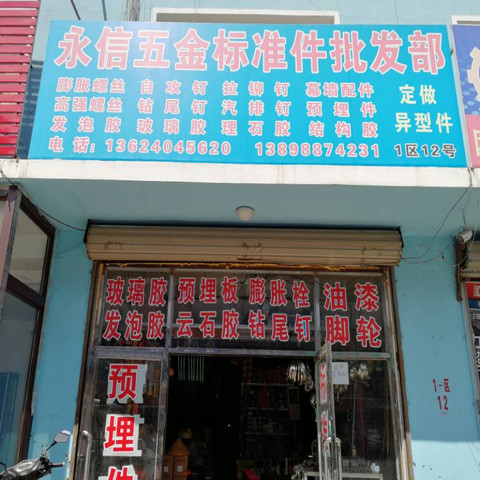 永信五金标准件批发部
膨胀螺丝 自攻钉 拉铆钉 幕墙配件
高强螺丝 钻尾钉 汽排钉 预埋件
发泡胶 玻璃胶 理石胶 结构胶
定做
异型件
电话：13624045620 13898874231 1区12号
玻璃胶 预埋板 膨胀栓 油漆
发泡胶 云石胶 钻尾钉 脚轮
预埋件
1-区
12